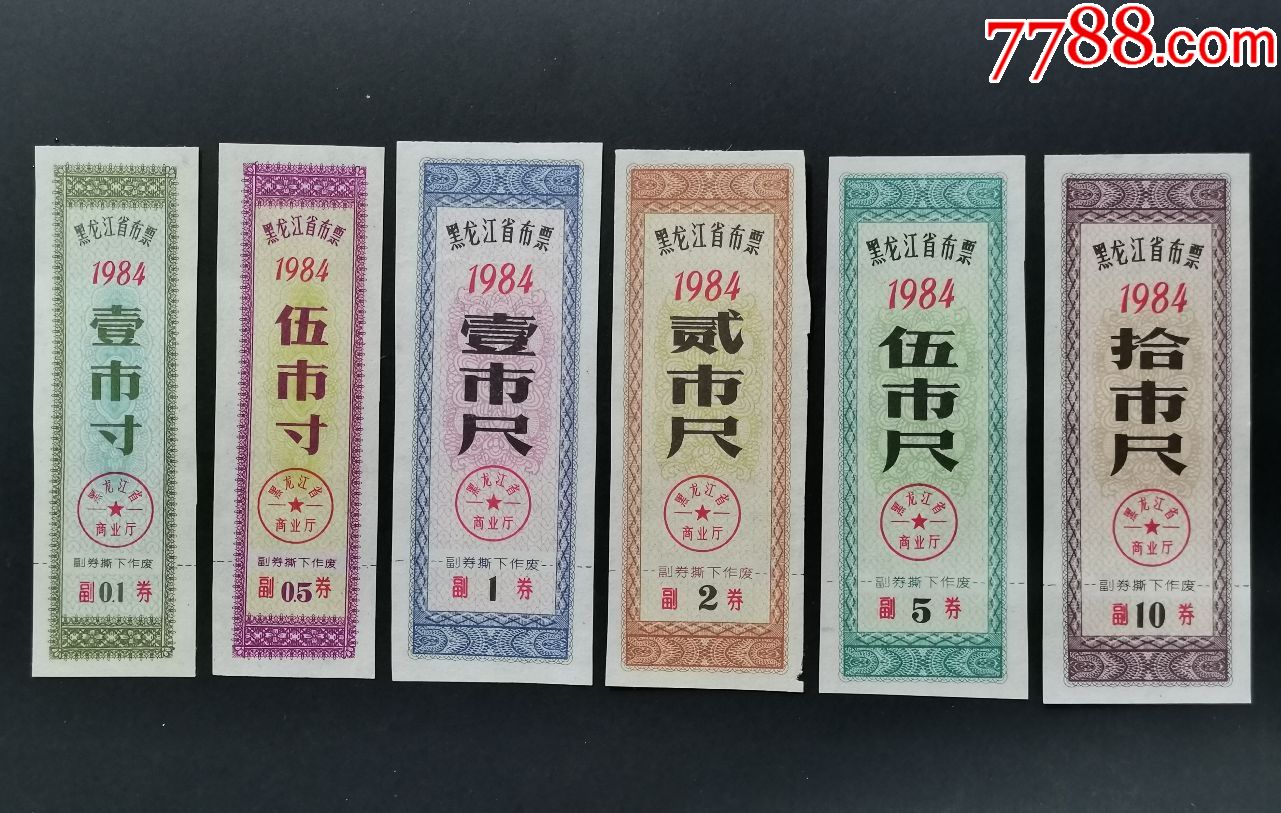 7788.com
黑龙江省布票
1984
壹市寸
黑龙江省
商业厅
副券撕下作废
副 0.1 券
黑龙江省布票
1984
伍市寸
黑龙江省
商业厅
副券撕下作废
副 0.5 券
黑龙江省布票
1984
壹市尺
黑龙江省
商业厅
副券撕下作废
副 1 券
黑龙江省布票
1984
贰市尺
黑龙江省
商业厅
副券撕下作废
副 2 券
黑龙江省布票
1984
伍市尺
黑龙江省
商业厅
副券撕下作废
副 5 券
黑龙江省布票
1984
拾市尺
黑龙江省
商业厅
副券撕下作废
副 10 券